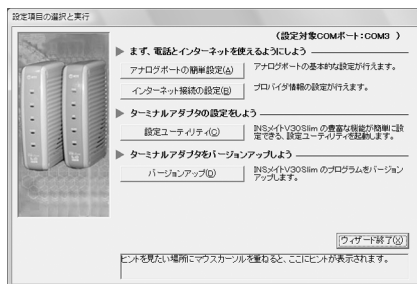 設定項目の選択と実行
(設定対象COMポート:COM3 )
まず、電話とインターネットを使えるようにしよう
アナログポートの簡単設定(A)
アナログポートの基本的な設定が行えます。
インターネット接続の設定(B)
プロバイダ情報の設定が行えます。
ターミナルアダプタの設定をしよう
設定ユーティリティ(C)
INSメイトV30Slim の豊富な機能が簡単に設
定できる、設定ユーティリティを起動します。
ターミナルアダプタをバージョンアップしよう
バージョンアップ(D)
INSメイトV30Slim のプログラムをバージョン
アップします。
ウィザード終了(X)
ヒントを見たい場所にマウスカーソルを重ねると、ここにヒントが表示されます。